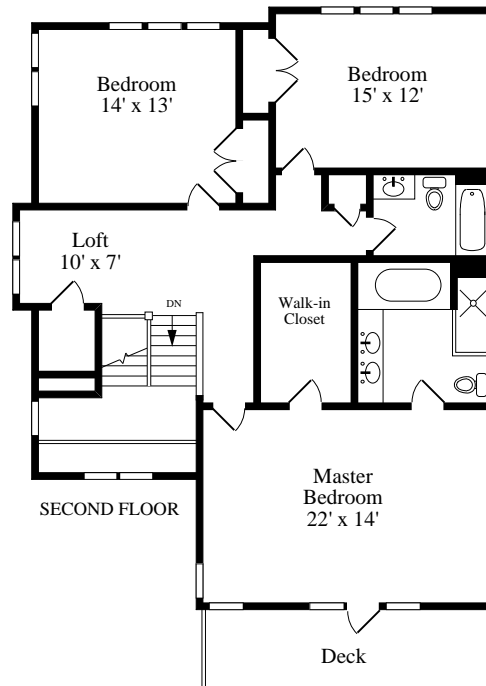 Bedroom
14' x 13'
Bedroom
15' x 12'
Loft
10' x 7'
DN
Walk-in
Closet
Master
Bedroom
22' x 14'
SECOND FLOOR
Deck